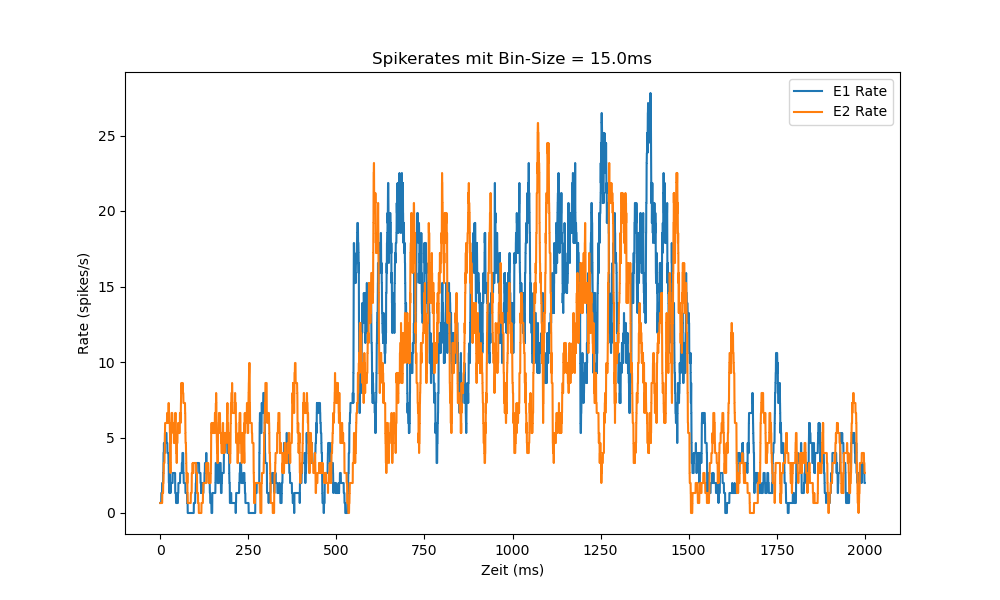 Spikerates mit Bin-Size = 15.0ms
E1 Rate
E2 Rate
25
20
15
10
5
0
Rate (spikes/s)
0 250 500 750 1000 1250 1500 1750 2000
Zeit (ms)